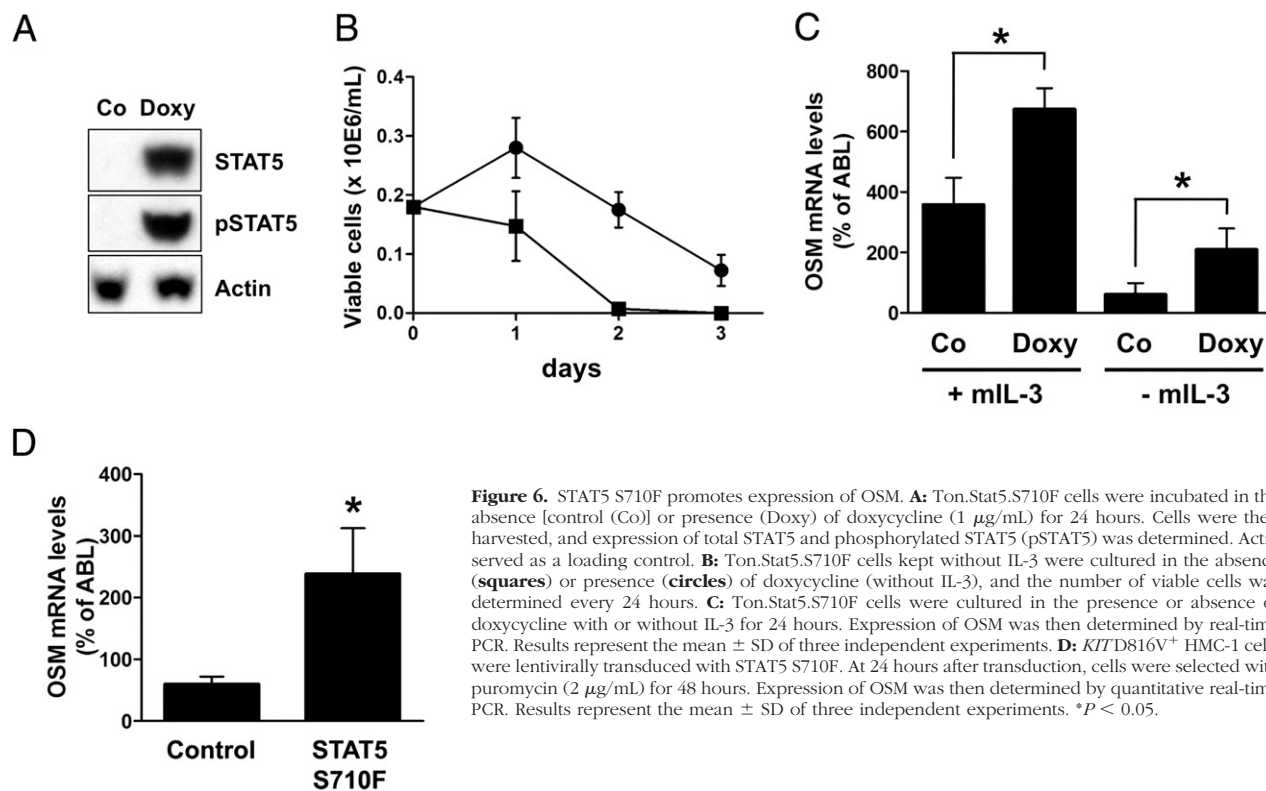 A
Co Doxy
STAT5
pSTAT5
Actin
B
Viable cells (x 10E6/mL)
0.4
0.3
0.2
0.1
0.0
0 1 2 3
days
C
*
*
OSM mRNA levels
(% of ABL)
800
600
400
200
0
Co Doxy Co Doxy
+ mIL-3 - mIL-3
D
OSM mRNA levels
(% of ABL)
400
300
200
100
0
*
Control STAT5
S710F
Figure 6. STAT5 S710F promotes expression of OSM. A: Ton.Stat5.S710F cells were incubated in th
absence [control (Co)] or presence (Doxy) of doxycycline (1 μg/mL) for 24 hours. Cells were the
harvested, and expression of total STAT5 and phosphorylated STAT5 (pSTAT5) was determined. Act
served as a loading control. B: Ton.Stat5.S710F cells kept without IL-3 were cultured in the absenc
(squares) or presence (circles) of doxycycline (without IL-3), and the number of viable cells wa
determined every 24 hours. C: Ton.Stat5.S710F cells were cultured in the presence or absence o
doxycycline with or without IL-3 for 24 hours. Expression of OSM was then determined by real-tim
PCR. Results represent the mean ± SD of three independent experiments. D: KITD816V+ HMC-1 cel
were lentivirally transduced with STAT5 S710F. At 24 hours after transduction, cells were selected wit
puromycin (2 μg/mL) for 48 hours. Expression of OSM was then determined by quantitative real-tim
PCR. Results represent the mean ± SD of three independent experiments. *P < 0.05.